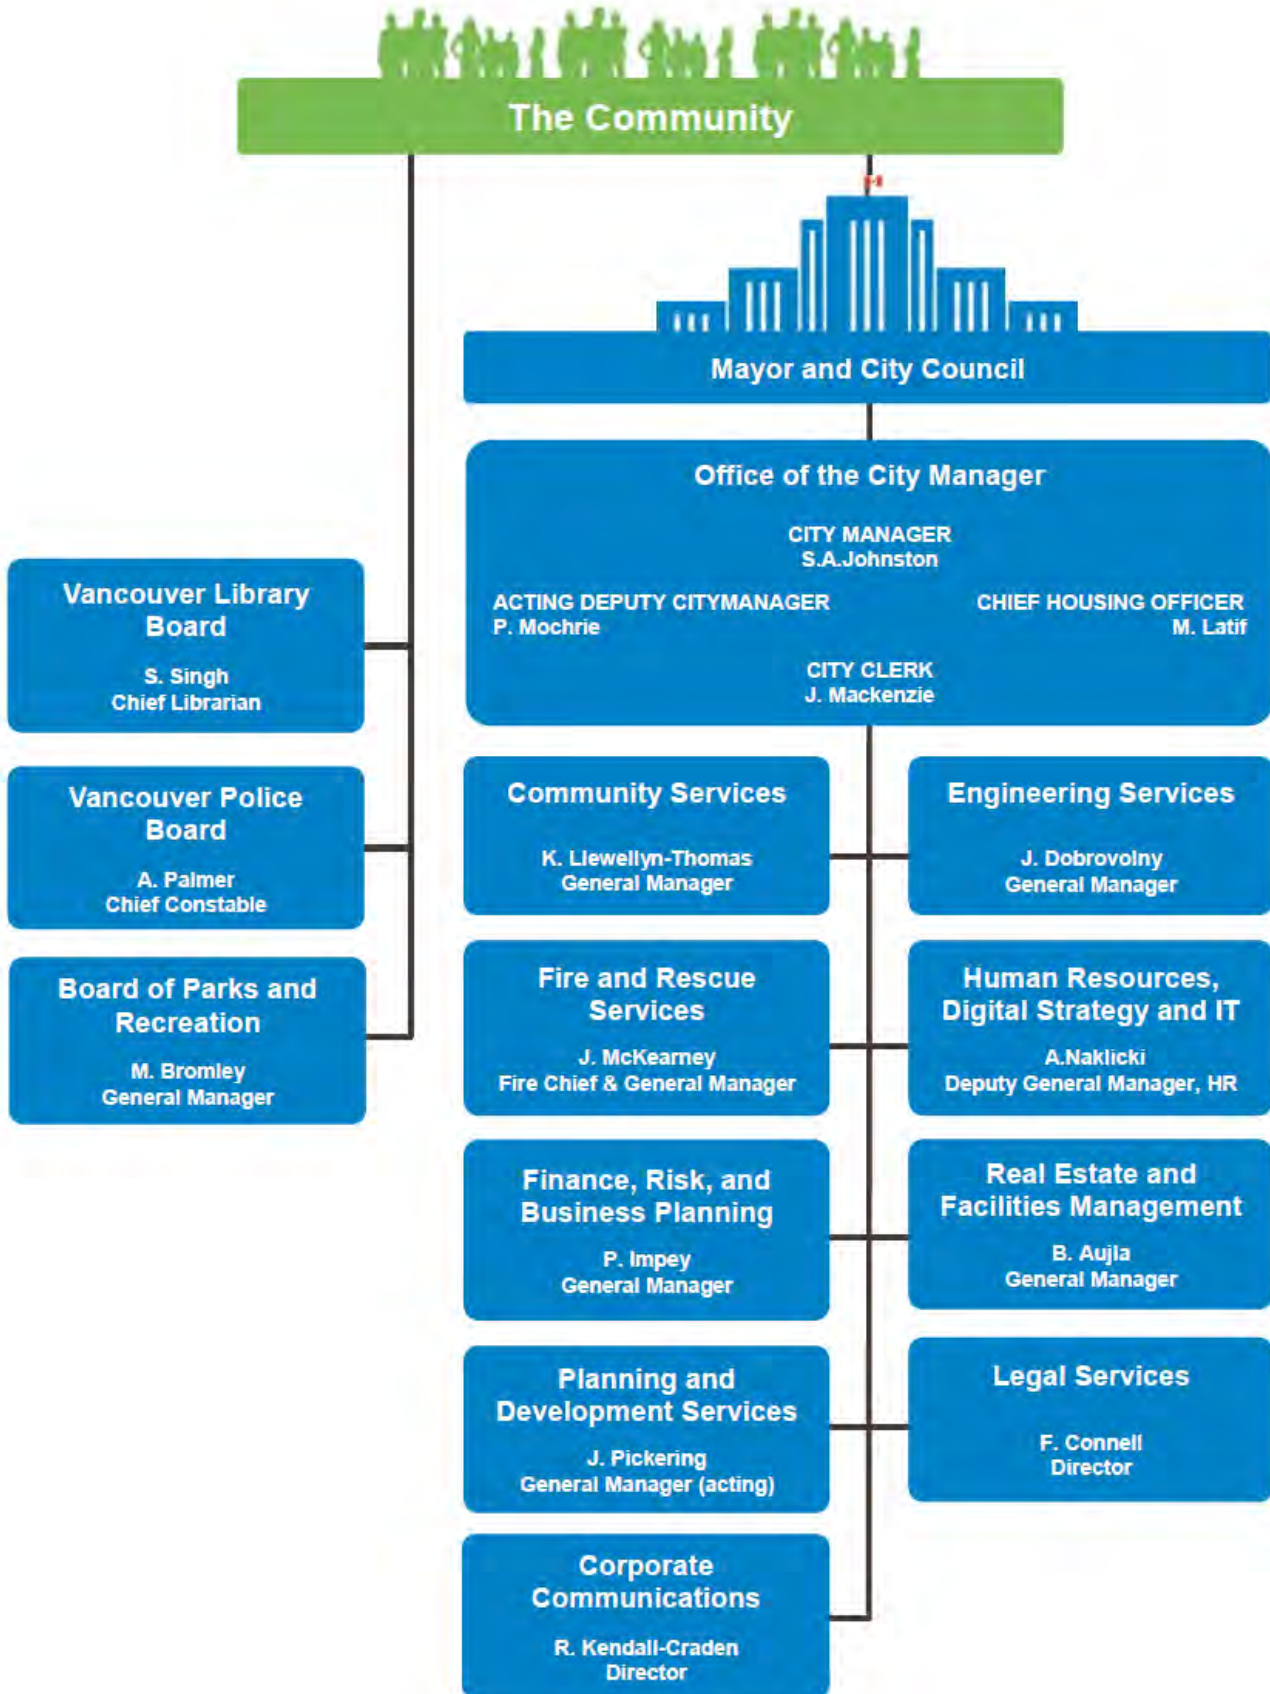 The Community
Mayor and City Council
Office of the City Manager
CITY MANAGER
S.A.Johnston
ACTING DEPUTY CITYMANAGER
P. Mochrie
CHIEF HOUSING OFFICER
M. Latif
CITY CLERK
J. Mackenzie
Vancouver Library
Board
S. Singh
Chief Librarian
Vancouver Police
Board
A. Palmer
Chief Constable
Board of Parks and
Recreation
M. Bromley
General Manager
Community Services
K. Llewellyn-Thomas
General Manager
Engineering Services
J. Dobrovolny
General Manager
Fire and Rescue
Services
J. McKearney
Fire Chief & General Manager
Human Resources,
Digital Strategy and IT
A.Naklicki
Deputy General Manager, HR
Finance, Risk, and
Business Planning
P. Impey
General Manager
Real Estate and
Facilities Management
B. Aujla
General Manager
Planning and
Development Services
J. Pickering
General Manager (acting)
Legal Services
F. Connell
Director
Corporate
Communications
R. Kendall-Craden
Director